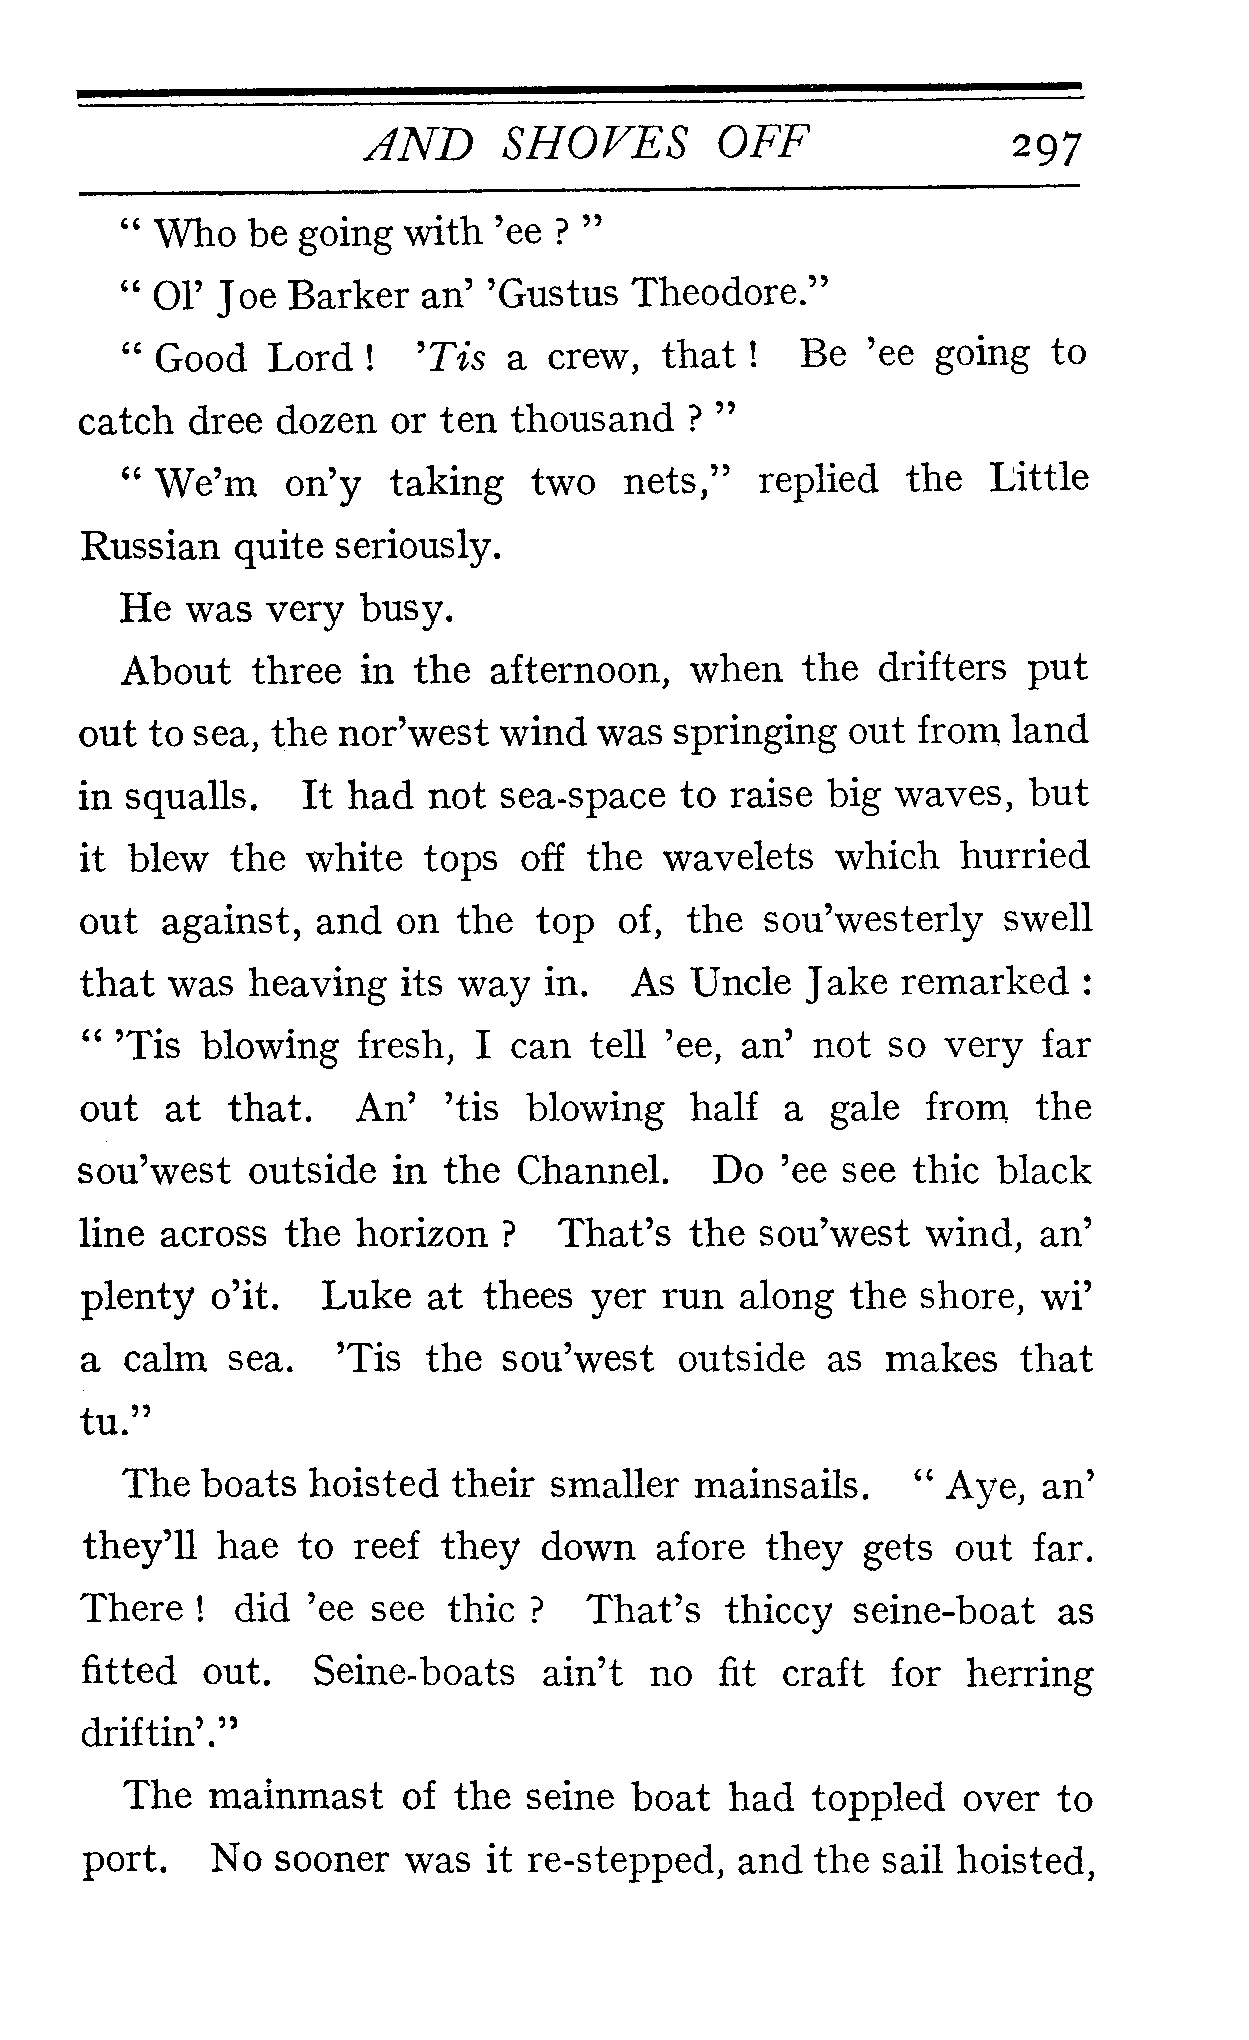 AND SHOVES OFF 297
" Who be going with 'ee ? "
" Ol' Joe Barker an' 'Gustus Theodore."
" Good Lord ! 'Tis a crew, that ! Be 'ee going to
catch dree dozen or ten thousand ? "
" We'm on'y taking two nets," replied the Little
Russian quite seriously.
He was very busy.
About three in the afternoon, when the drifters put
out to sea, the nor'west wind was springing out from land
in squalls. It had not sea-space to raise big waves, but
it blew the white tops off the wavelets which hurried
out against, and on the top of, the sou'westerly swell
that was heaving its way in. As Uncle Jake remarked :
" 'Tis blowing fresh, I can tell 'ee, an' not so very far
out at that. An' 'tis blowing half a gale from the
sou'west outside in the Channel. Do 'ee see thic black
line across the horizon ? That's the sou'west wind, an'
plenty o'it. Luke at thees yer run along the shore, wi'
a calm sea. 'Tis the sou'west outside as makes that
tu."
The boats hoisted their smaller mainsails. " Aye, an'
they'll hae to reef they down afore they gets out far.
There ! did 'ee see thic ? That's thiccy seine-boat as
fitted out. Seine-boats ain't no fit craft for herring
driftin'."
The mainmast of the seine boat had toppled over to
port. No sooner was it re-stepped, and the sail hoisted,